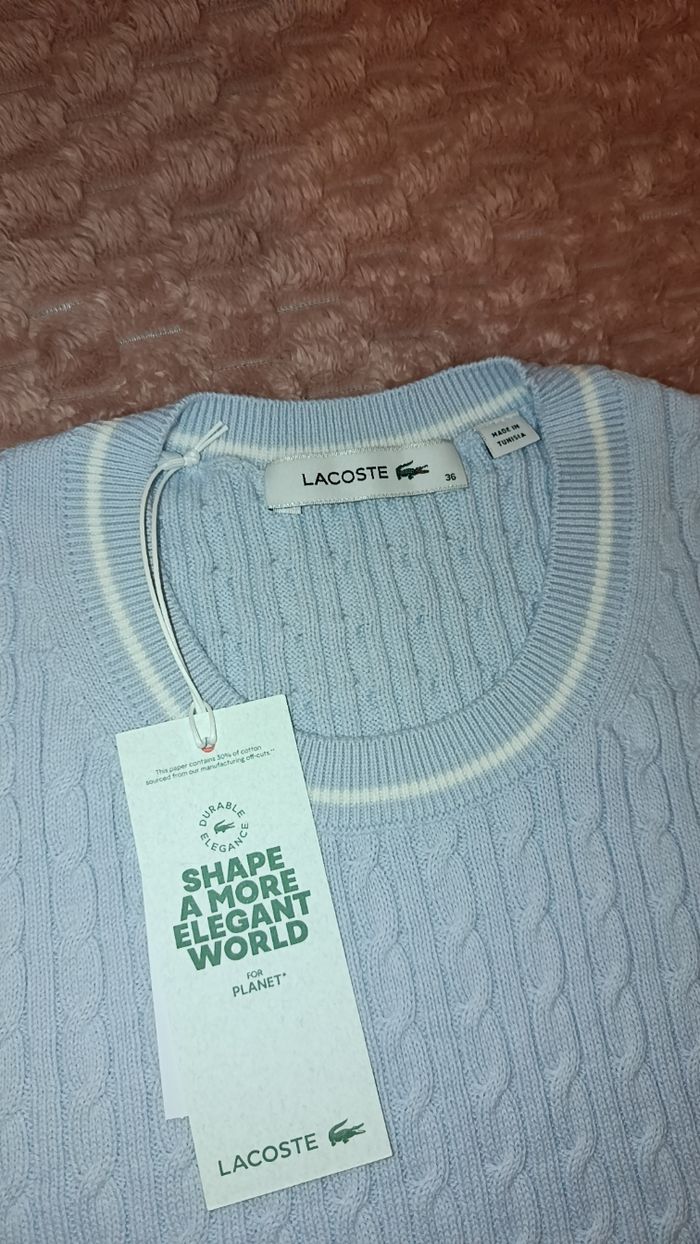 LACOSTE
36
MADE IN
TUNISIA
This paper contains 30% of cotton
sourced from our manufacturing off-cuts.**
DURABLE
ELEGANCE
SHAPE
A MORE
ELEGANT
WORLD
FOR
PLANET*
LACOSTE